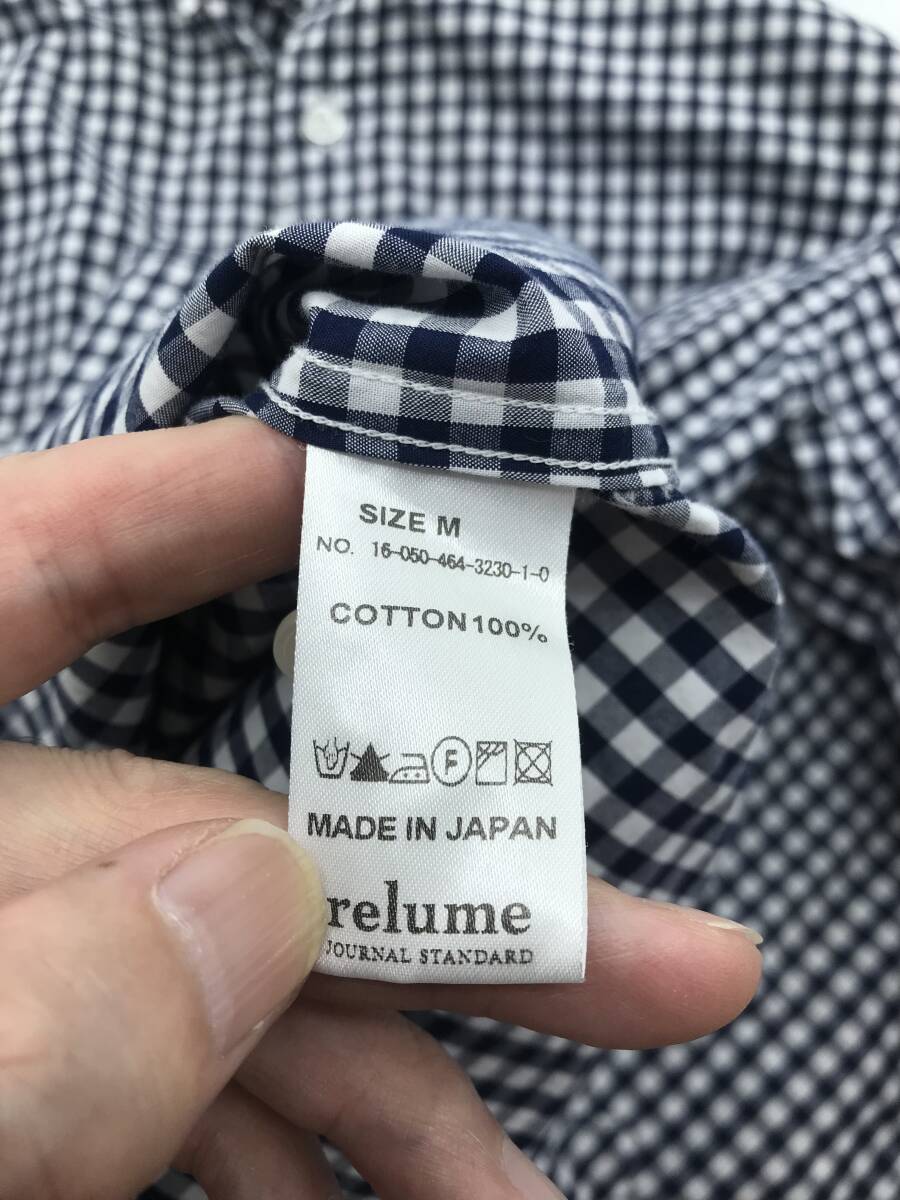 SIZE M
NO. 16-050-464-3230-1-0
COTTON100%
F
MADE IN JAPAN
relume
JOURNAL STANDARD